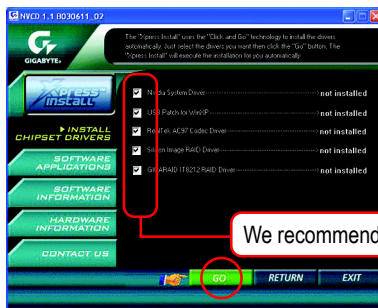 NVCD 1.1 B030611_02
The "Xpress Install" uses the "Click and Go" technology to install the drivers
automatically. Just select the drivers you want then click the "Go" button. The
"Xpress Install" will execute the installation for you automatically.
GIGABYTE
Xpress
INSTALL
Nvidia System Driver not installed
USB Patch for WinXP not installed
RealTek AC97 Codec Driver not installed
Silicon Image RAID Driver not installed
GIGARAID IT8212 RAID Driver not installed
INSTALL
CHIPSET DRIVERS
SOFTWARE
APPLICATIONS
SOFTWARE
INFORMATION
HARDWARE
INFORMATION
CONTACT US
We recommend
GO RETURN EXIT